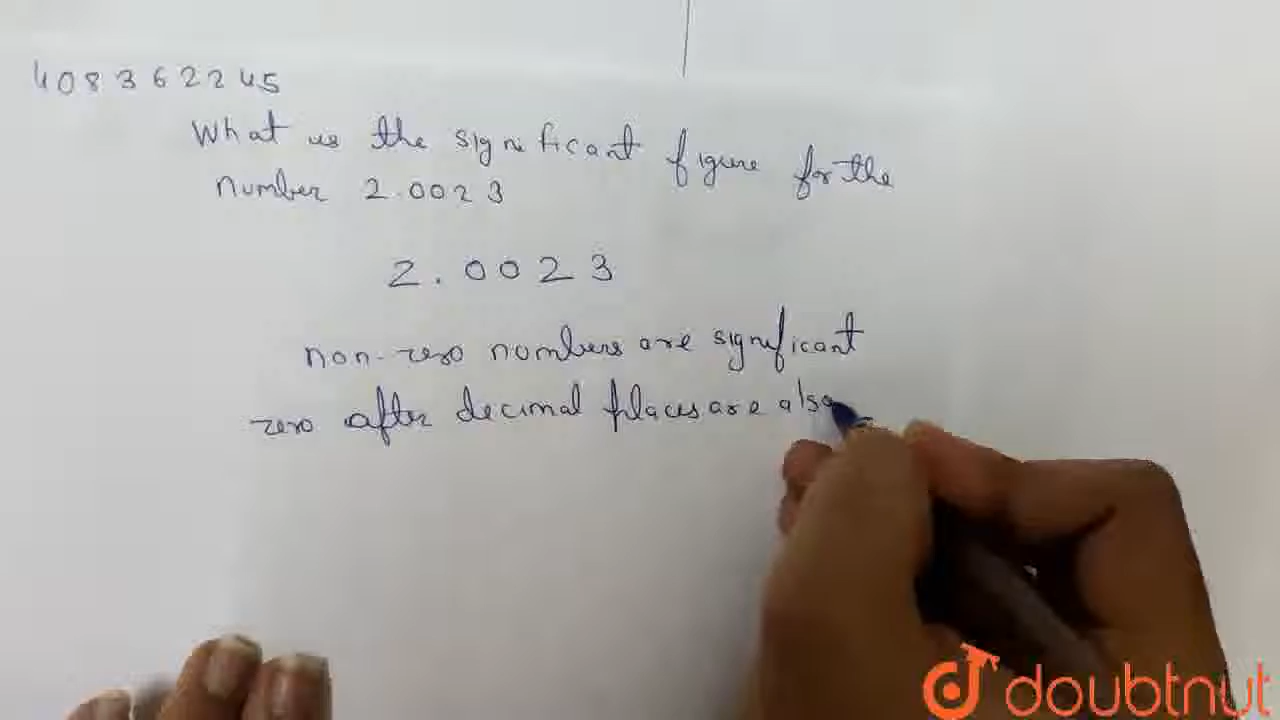 408362245
What is the significant figure for the
number 2.0023
2.0023
non-zero numbers are significant
zero after decimal places are also
doubtnut